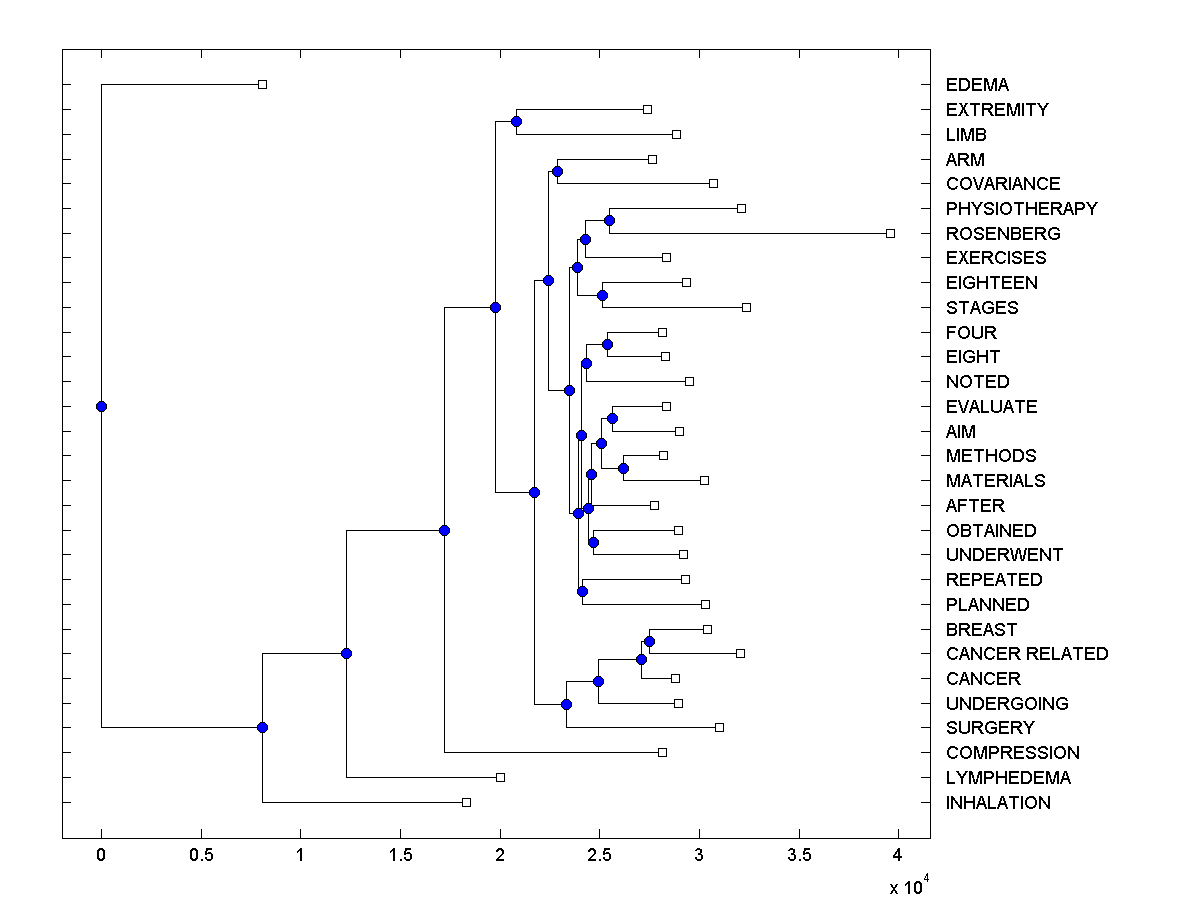 EDEMA
EXTREMITY
LIMB
ARM
COVARIANCE
PHYSIOTHERAPY
ROSENBERG
EXERCISES
EIGHTEEN
STAGES
FOUR
EIGHT
NOTED
EVALUATE
AIM
METHODS
MATERIALS
AFTER
OBTAINED
UNDERWENT
REPEATED
PLANNED
BREAST
CANCER RELATED
CANCER
UNDERGOING
SURGERY
COMPRESSION
LYMPHEDEMA
INHALATION
0 0.5 1 1.5 2 2.5 3 3.5 4
x 10^4